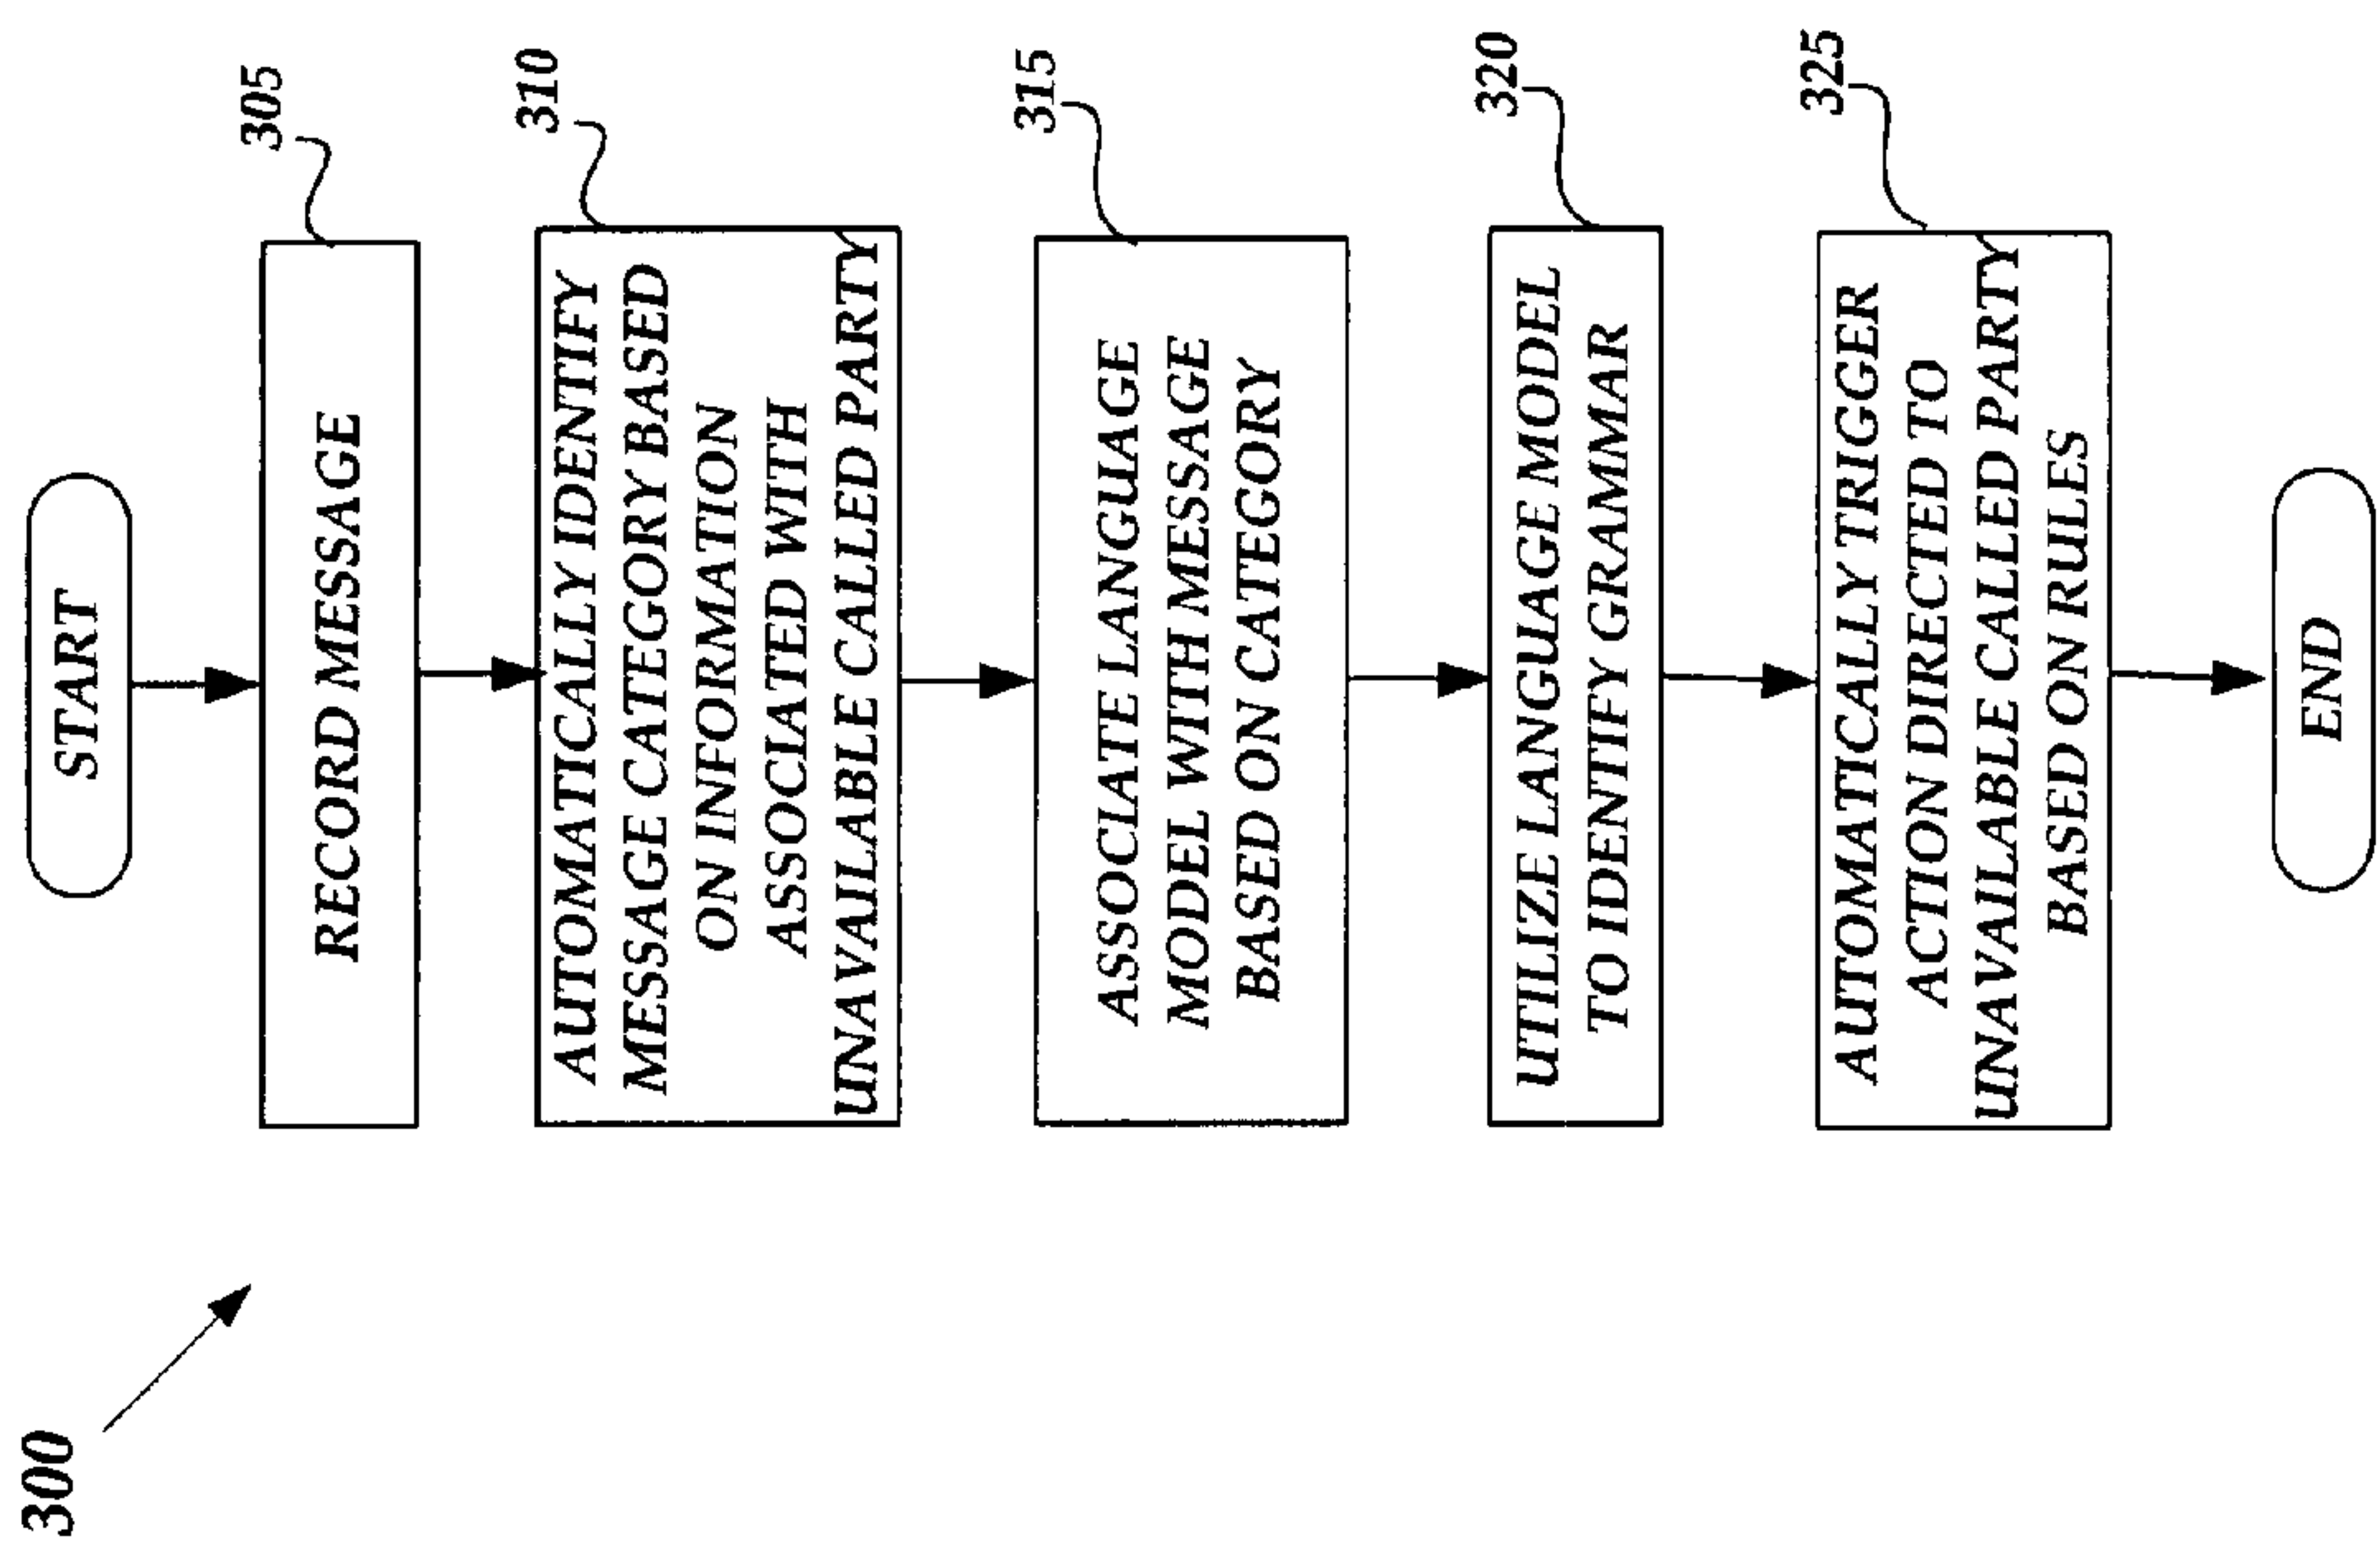 300
START
305
RECORD MESSAGE
310
AUTOMATICALLY IDENTIFY
MESSAGE CATEGORY BASED
ON INFORMATION
ASSOCIATED WITH
UNAVAILABLE CALLED PARTY
315
ASSOCIATE LANGUAGE
MODEL WITH MESSAGE
BASED ON CATEGORY
320
UTILIZE LANGUAGE MODEL
TO IDENTIFY GRAMMAR
325
AUTOMATICALLY TRIGGER
ACTION DIRECTED TO
UNAVAILABLE CALLED PARTY
BASED ON RULES
END